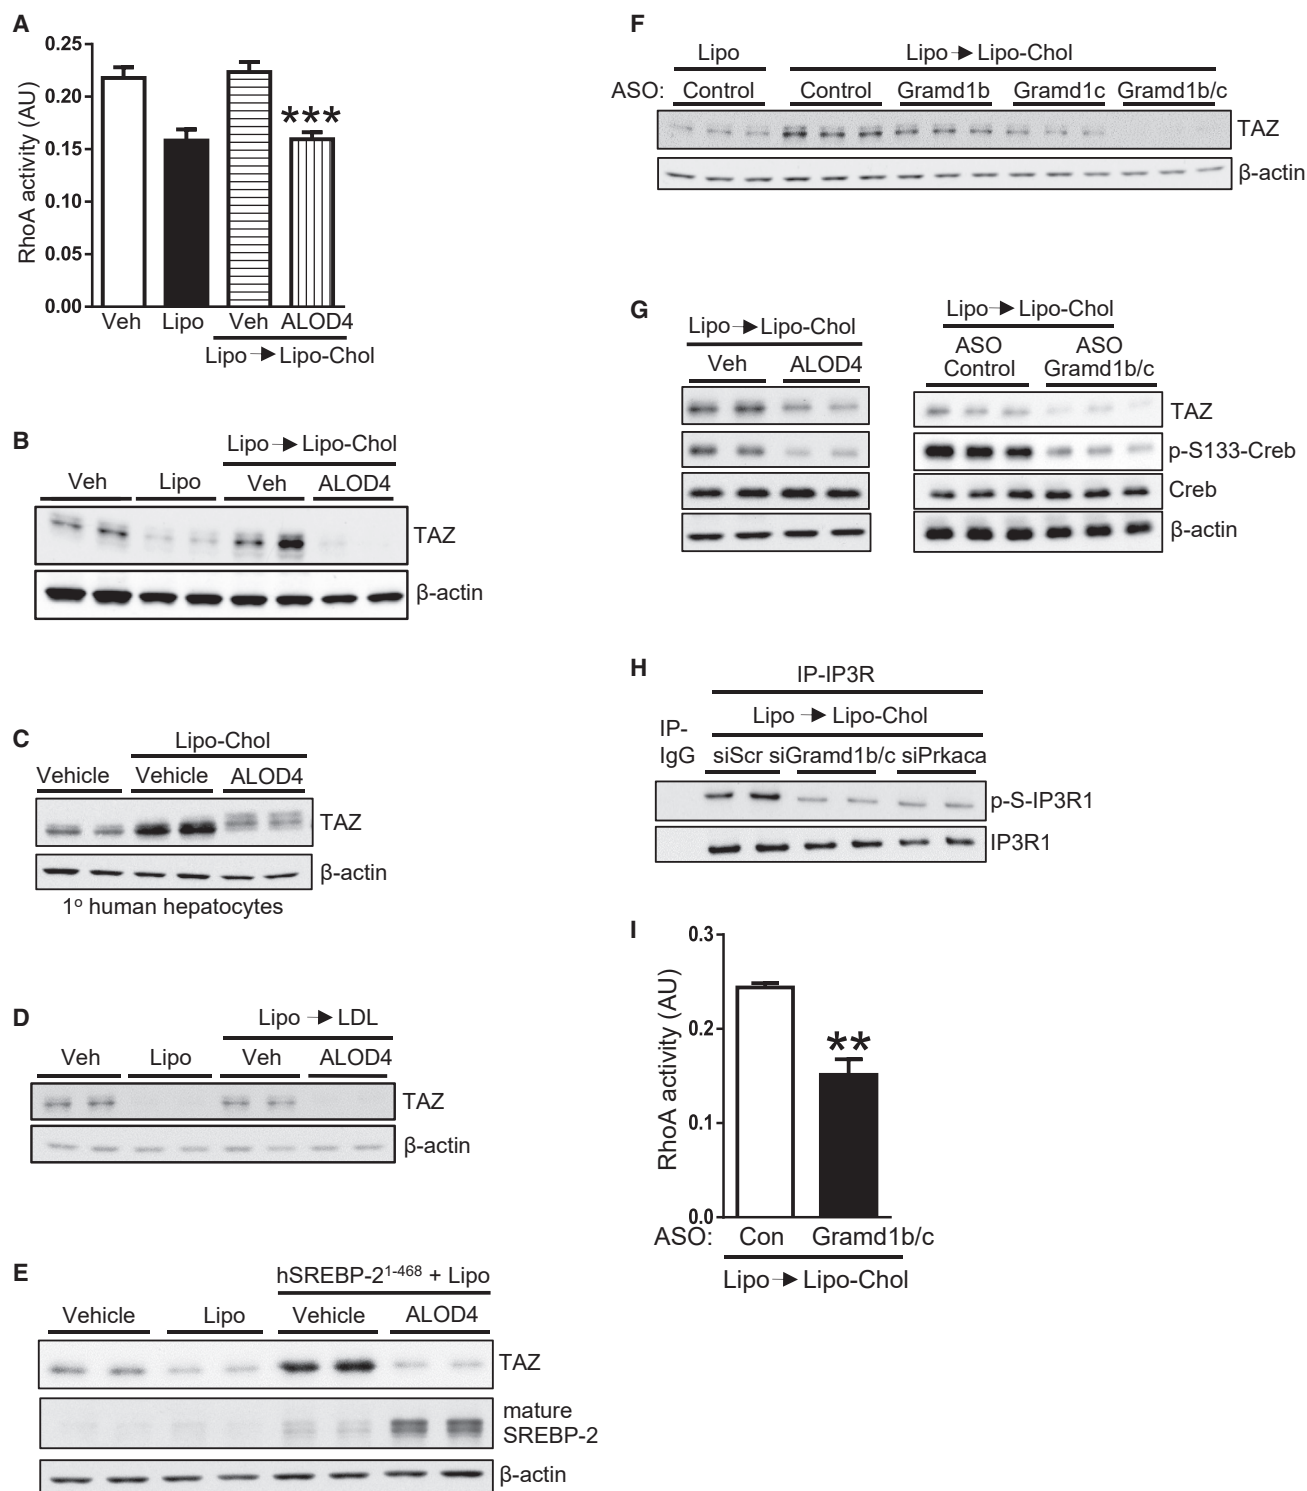 A
0.25
0.20
0.15
0.10
0.05
0.00
RhoA activity (AU)
***
Veh Lipo Veh ALOD4
Lipo → Lipo-Chol
B
Lipo → Lipo-Chol
Veh Lipo Veh ALOD4
TAZ
β-actin
C
Lipo-Chol
Vehicle Vehicle ALOD4
TAZ
β-actin
1º human hepatocytes
D
Lipo → LDL
Veh Lipo Veh ALOD4
TAZ
β-actin
E
hSREBP-2¹⁻⁴⁶⁸ + Lipo
Vehicle Lipo Vehicle ALOD4
TAZ
mature
SREBP-2
β-actin
F
Lipo Lipo → Lipo-Chol
ASO: Control Control Gramd1b Gramd1c Gramd1b/c
TAZ
β-actin
G
Lipo → Lipo-Chol
Veh ALOD4
Lipo → Lipo-Chol
ASO ASO
Control Gramd1b/c
TAZ
p-S133-Creb
Creb
β-actin
H
IP-IP3R
Lipo → Lipo-Chol
IP-
IgG siScr siGramd1b/c siPrkaca
p-S-IP3R1
IP3R1
I
0.3
0.2
0.1
0.0
RhoA activity (AU)
**
ASO: Con Gramd1b/c
Lipo → Lipo-Chol